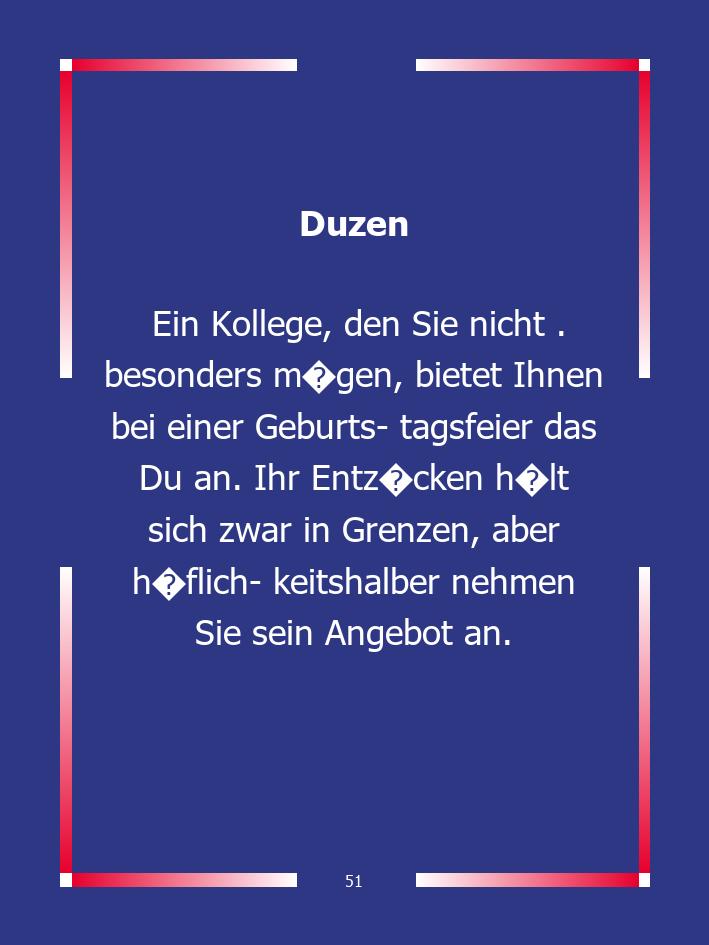 Duzen
Ein Kollege, den Sie nicht .
besonders m�gen, bietet Ihnen
bei einer Geburts- tagsfeier das
Du an. Ihr Entz�cken h�lt
sich zwar in Grenzen, aber
h�flich- keitshalber nehmen
Sie sein Angebot an.
51